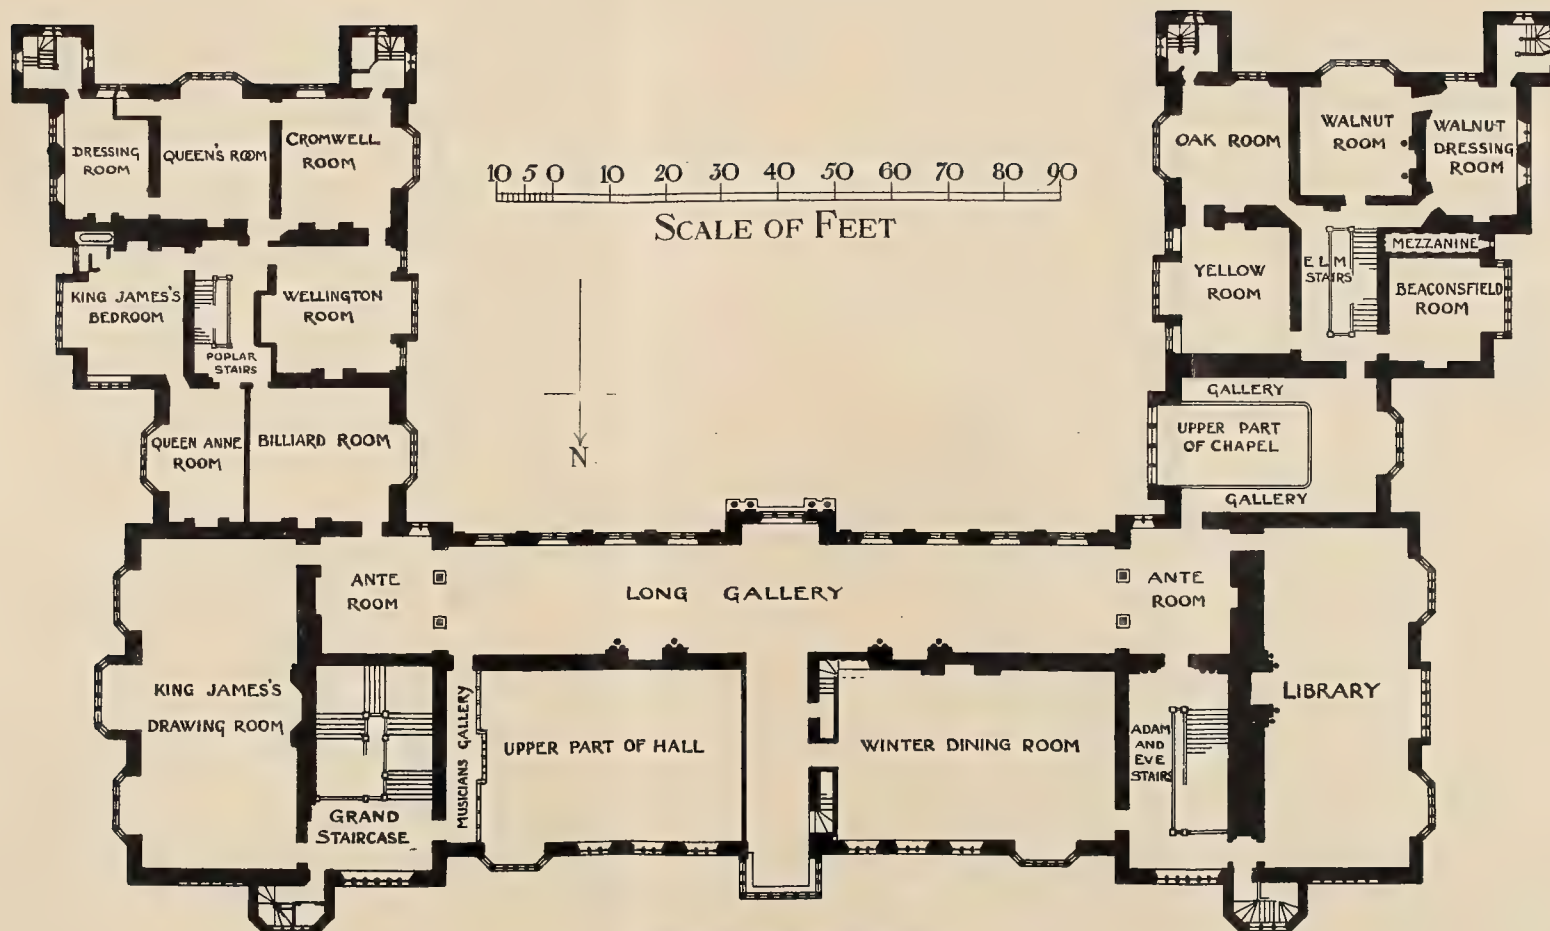 DRESSING
ROOM
QUEEN'S ROOM
CROMWELL
ROOM
10 5 0 10 20 30 40 50 60 70 80 90
SCALE OF FEET
OAK ROOM
WALNUT
ROOM
WALNUT
DRESSING
ROOM
KING JAMES'S
BEDROOM
WELLINGTON
ROOM
POPLAR
STAIRS
YELLOW
ROOM
ELM
STAIRS
MEZZANINE
BEACONSFIELD
ROOM
QUEEN ANNE
ROOM
BILLIARD ROOM
N
GALLERY
UPPER PART
OF CHAPEL
GALLERY
ANTE
ROOM
LONG GALLERY
ANTE
ROOM
KING JAMES'S
DRAWING ROOM
GRAND
STAIRCASE
MUSICIANS GALLERY
UPPER PART OF HALL
WINTER DINING ROOM
ADAM
AND
EVE
STAIRS
LIBRARY